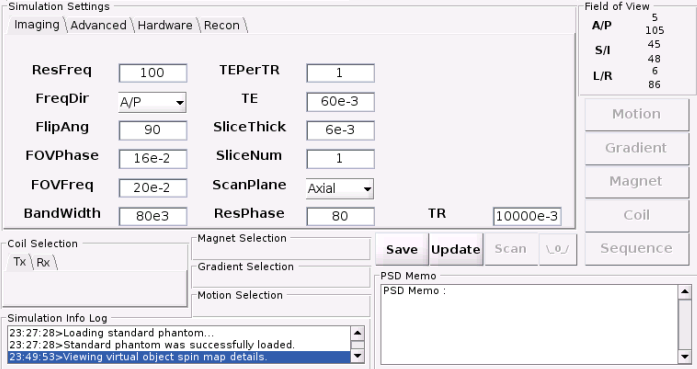 Simulation Settings
Imaging Advanced Hardware Recon
ResFreq 100 TEPerTR 1
FreqDir A/P TE 60e-3
FlipAng 90 SliceThick 6e-3
FOVPhase 16e-2 SliceNum 1
FOVFreq 20e-2 ScanPlane Axial
BandWidth 80e3 ResPhase 80 TR 10000e-3
Field of View
A/P 5
105
S/I 45
48
L/R 6
86
Motion
Gradient
Magnet
Coil
Sequence
Coil Selection
Tx Rx
Magnet Selection
Gradient Selection
Motion Selection
Save Update Scan \_0_/
PSD Memo
PSD Memo :
Simulation Info Log
23:27:28>Loading standard phantom...
23:27:28>Standard phantom was successfully loaded.
23:49:53>Viewing virtual object spin map details.